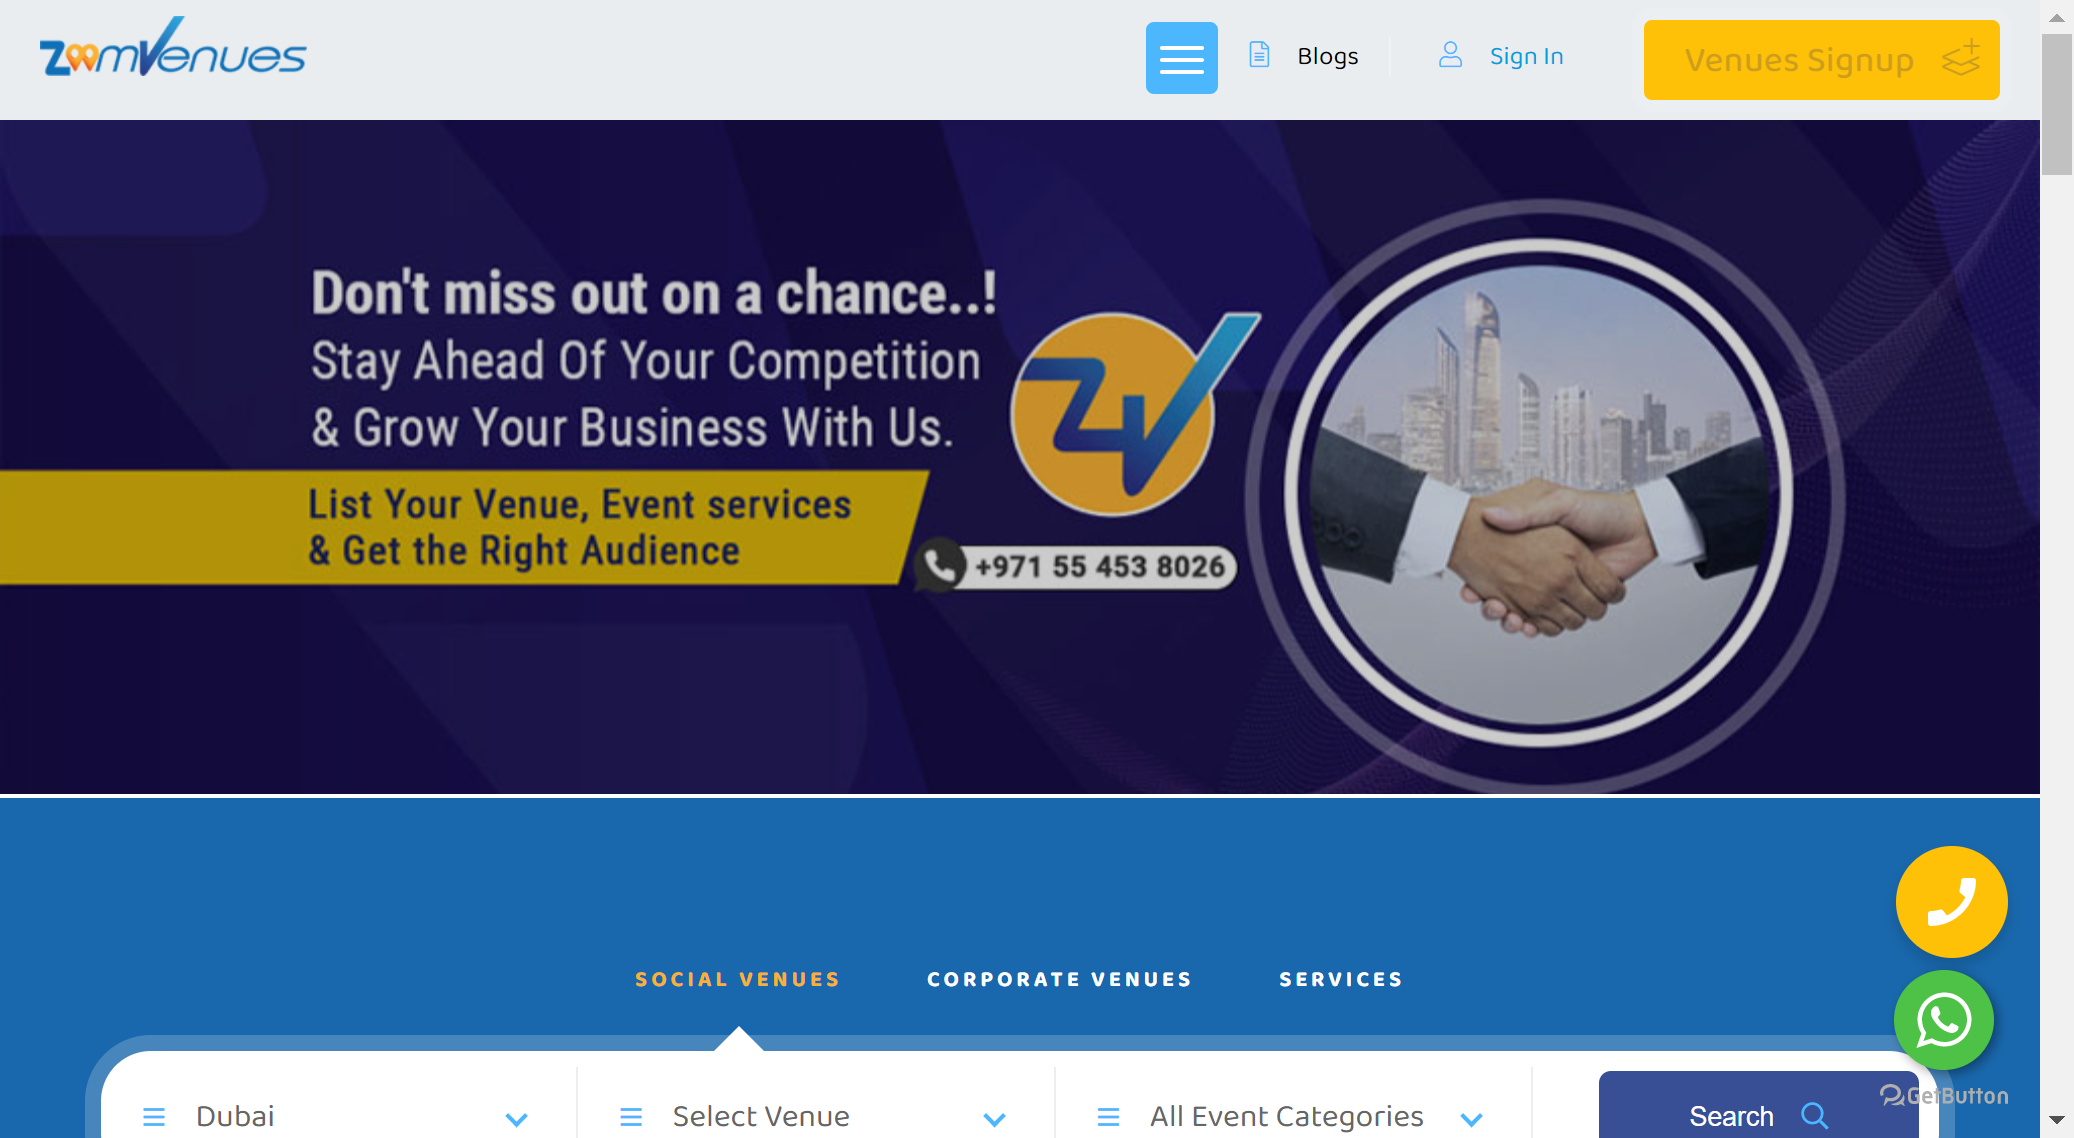 ZoomVenues
Blogs
Sign In
Venues Signup
Don't miss out on a chance..!
Stay Ahead Of Your Competition
& Grow Your Business With Us.
List Your Venue, Event services
& Get the Right Audience
ZV
+971 55 453 8026
SOCIAL VENUES
CORPORATE VENUES
SERVICES
Dubai
Select Venue
All Event Categories
Search
GetButton